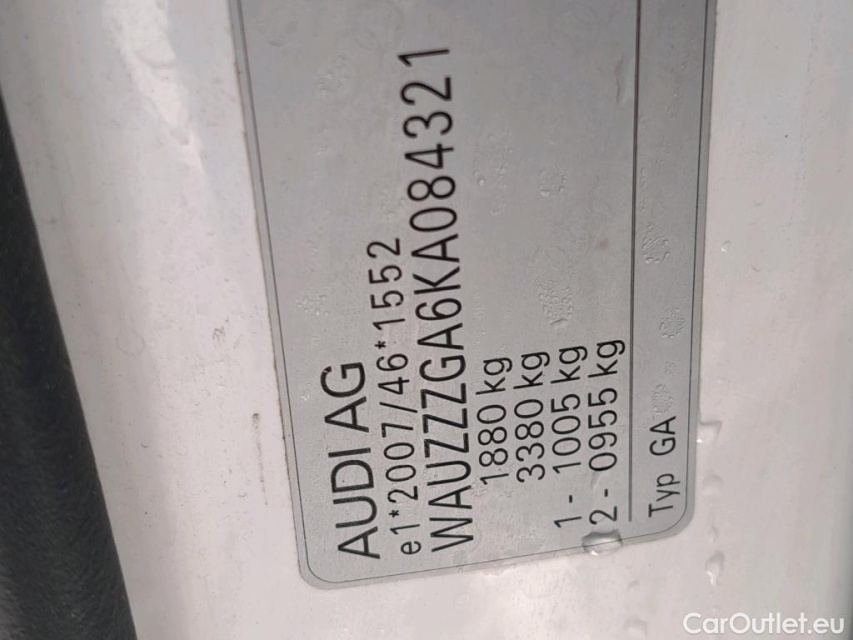 AUDI AG
e1*2007/46*1552
WAUZZZGA6KA084321
1880 kg
3380 kg
1 - 1005 kg
2 - 0955 kg
Typ GA
CarOutlet.eu